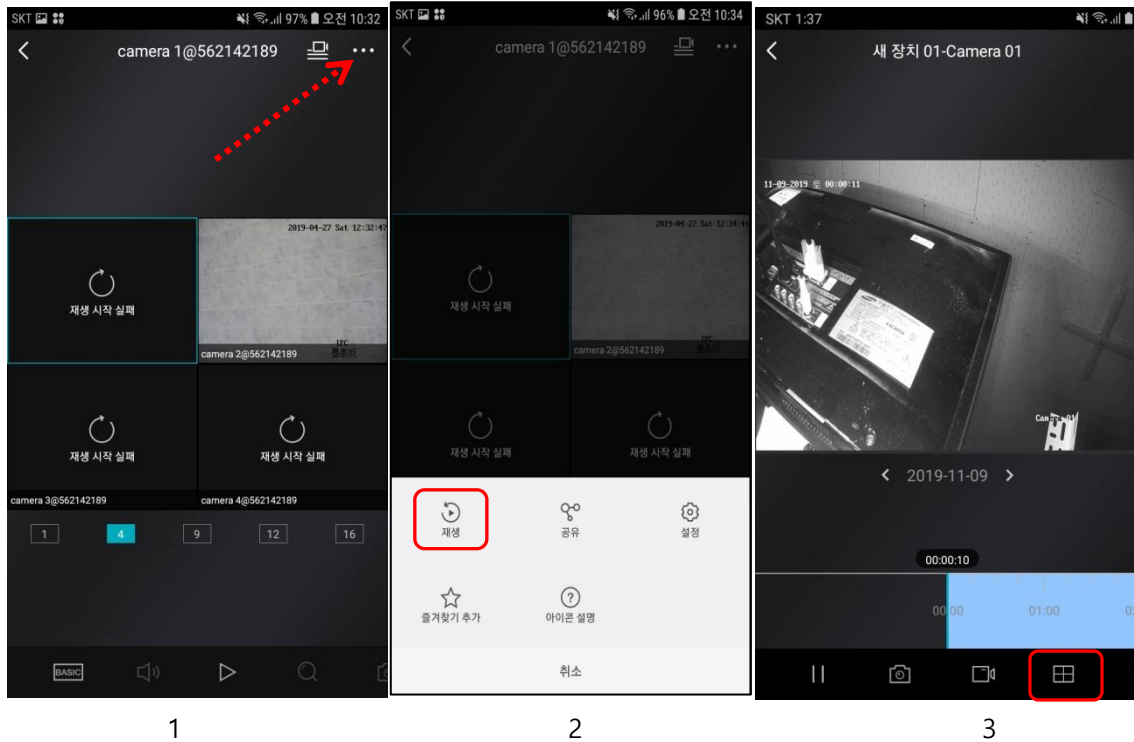 SKT 97% 오전 10:32
camera 1@562142189
재생 시작 실패
2019-04-27 Sat 12:32:47
IPC
camera 2@562142189
재생 시작 실패
재생 시작 실패
camera 3@562142189
camera 4@562142189
1 4 9 12 16
BASIC
1
SKT 96% 오전 10:34
camera 1@562142189
재생 시작 실패
2019-04-27 Sat 12:34:41
IPC
camera 2@562142189
재생 시작 실패
재생 시작 실패
재생
공유
설정
즐겨찾기 추가
아이콘 설명
취소
2
SKT 1:37
새 장치 01-Camera 01
11-09-2019 토 00:00:11
Camera 01
2019-11-09
00:00:10
00:00
01:00
3